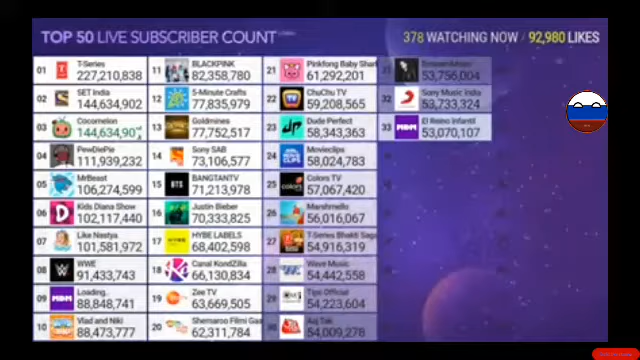 TOP 50 LIVE SUBSCRIBER COUNT
378 WATCHING NOW / 92,980 LIKES
01 T-Series
227,210,838
02 SET India
144,634,902
03 Cocomelon
144,634,90
04 PewDiePie
111,939,232
05 MrBeast
106,274,599
06 Kids Diana Show
102,117,440
07 Like Nastya
101,581,972
08 WWE
91,433,743
09 Loading..
88,848,741
10 Vlad and Niki
88,473,777
11 BLACKPINK
82,358,780
12 5-Minute Crafts
77,835,979
13 Goldmines
77,752,517
14 Sony SAB
73,106,577
15 BTS BANGTANTV
71,213,978
16 Justin Bieber
70,333,825
17 HYBE HYBE LABELS
68,402,598
18 Canal KondZilla
66,130,834
19 Zee TV
63,669,505
20 Shemaroo Filmi Gaa
62,311,784
21 Pinkfong Baby Shar
61,292,201
22 ChuChu TV
59,208,565
23 Dude Perfect
58,343,363
24 Movieclips
58,024,783
25 colors Colors TV
57,067,420
26 Marshmello
56,016,067
27 T-Series Bhakti Saga
54,916,319
28 Wave Music
54,442,558
29 Tips Official
54,223,604
30 Aaj Tak
54,009,278
31
53,756,004
32 Sony Music India
53,733,324
33 El Reino Infantil
53,070,107